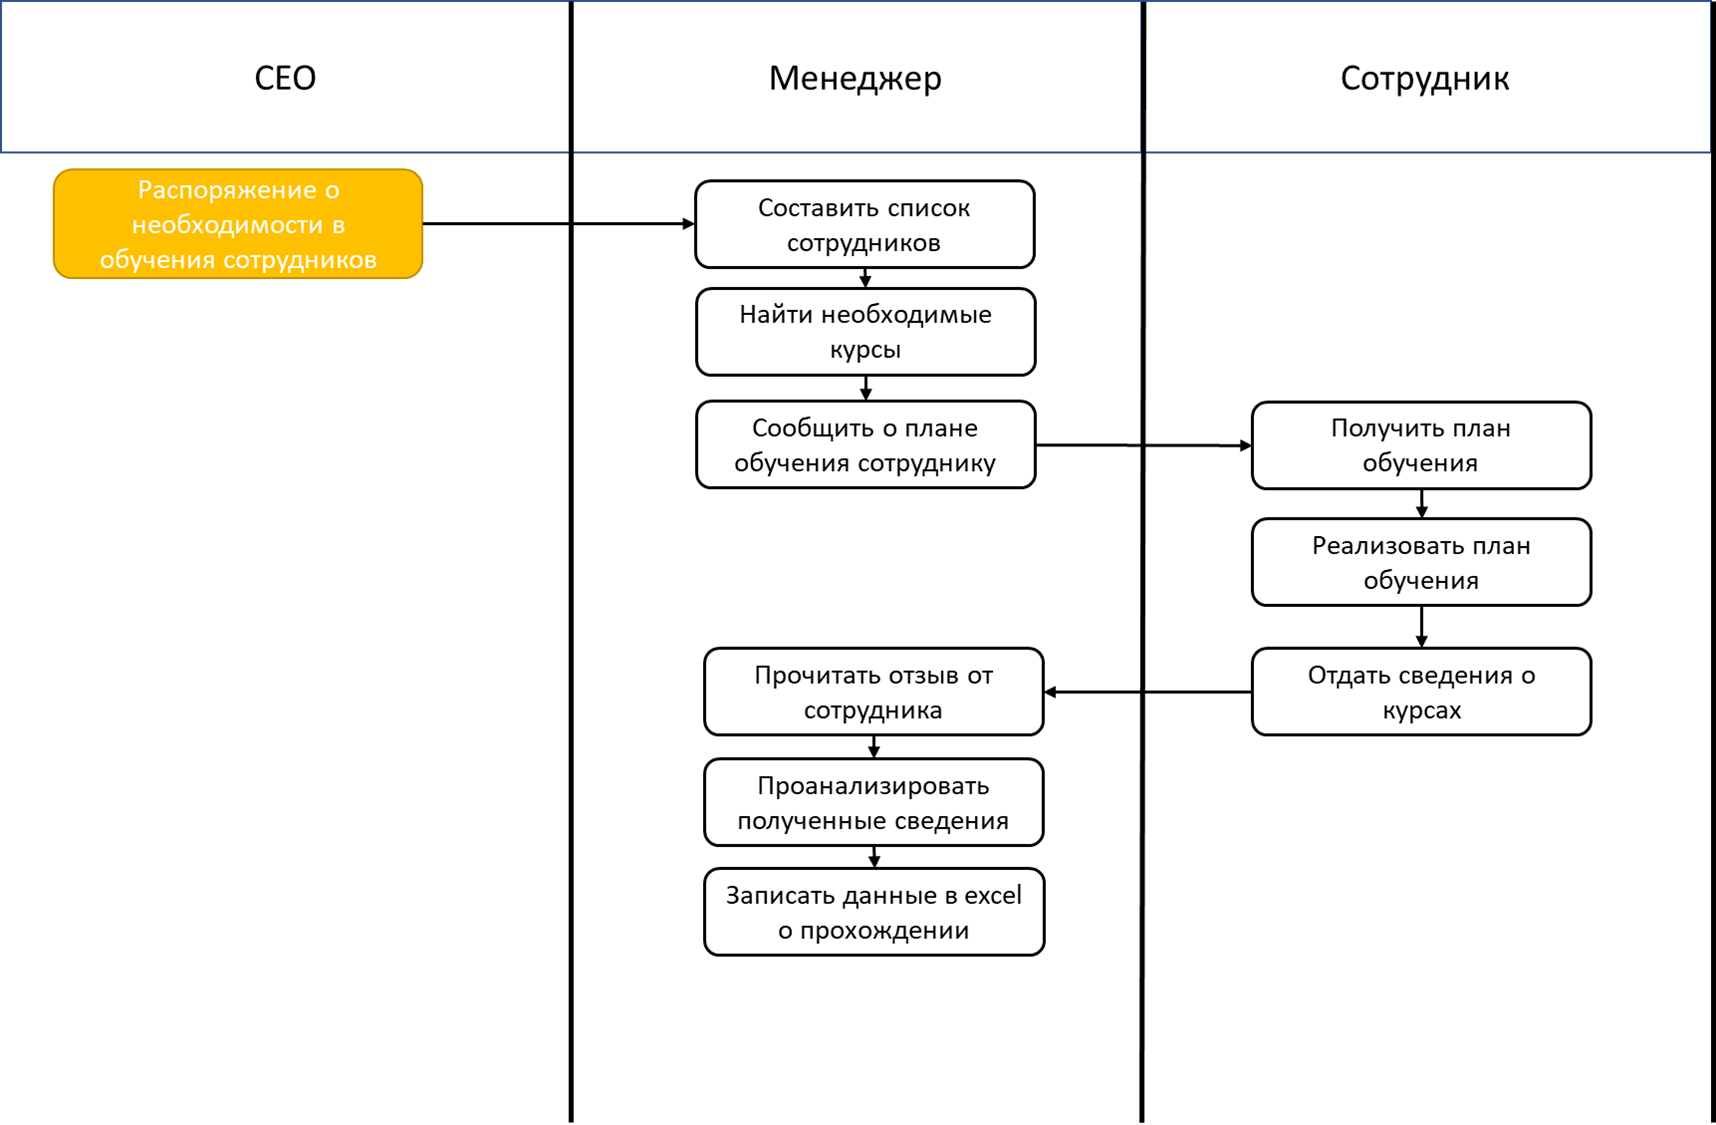 CEO
Менеджер
Сотрудник
Распоряжение о
необходимости в
обучения сотрудников
Составить список
сотрудников
Найти необходимые
курсы
Сообщить о плане
обучения сотруднику
Получить план
обучения
Реализовать план
обучения
Отдать сведения о
курсах
Прочитать отзыв от
сотрудника
Проанализировать
полученные сведения
Записать данные в excel
о прохождении